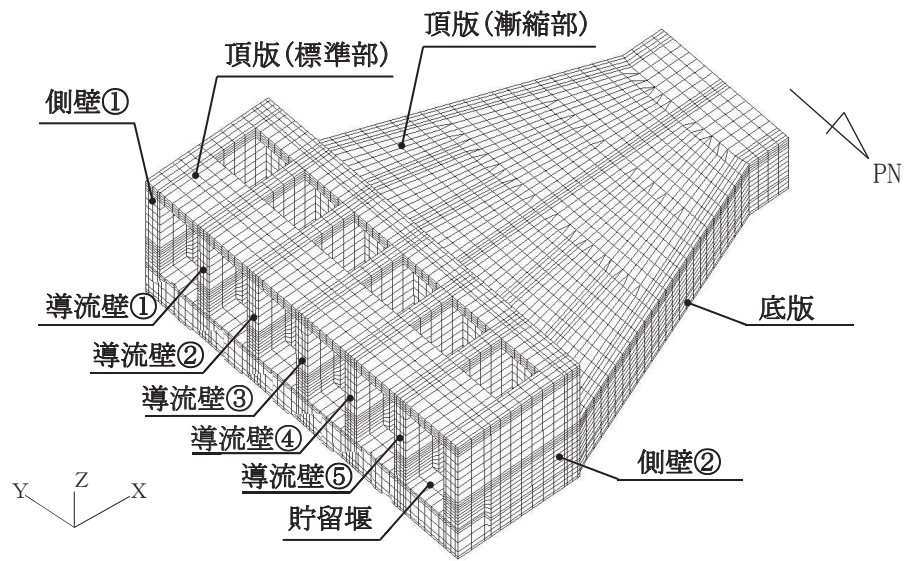 頂版(漸縮部)
頂版(標準部)
側壁①
PN
導流壁①
底版
導流壁②
導流壁③
導流壁④
側壁②
導流壁⑤
貯留堰
Y
Z
X